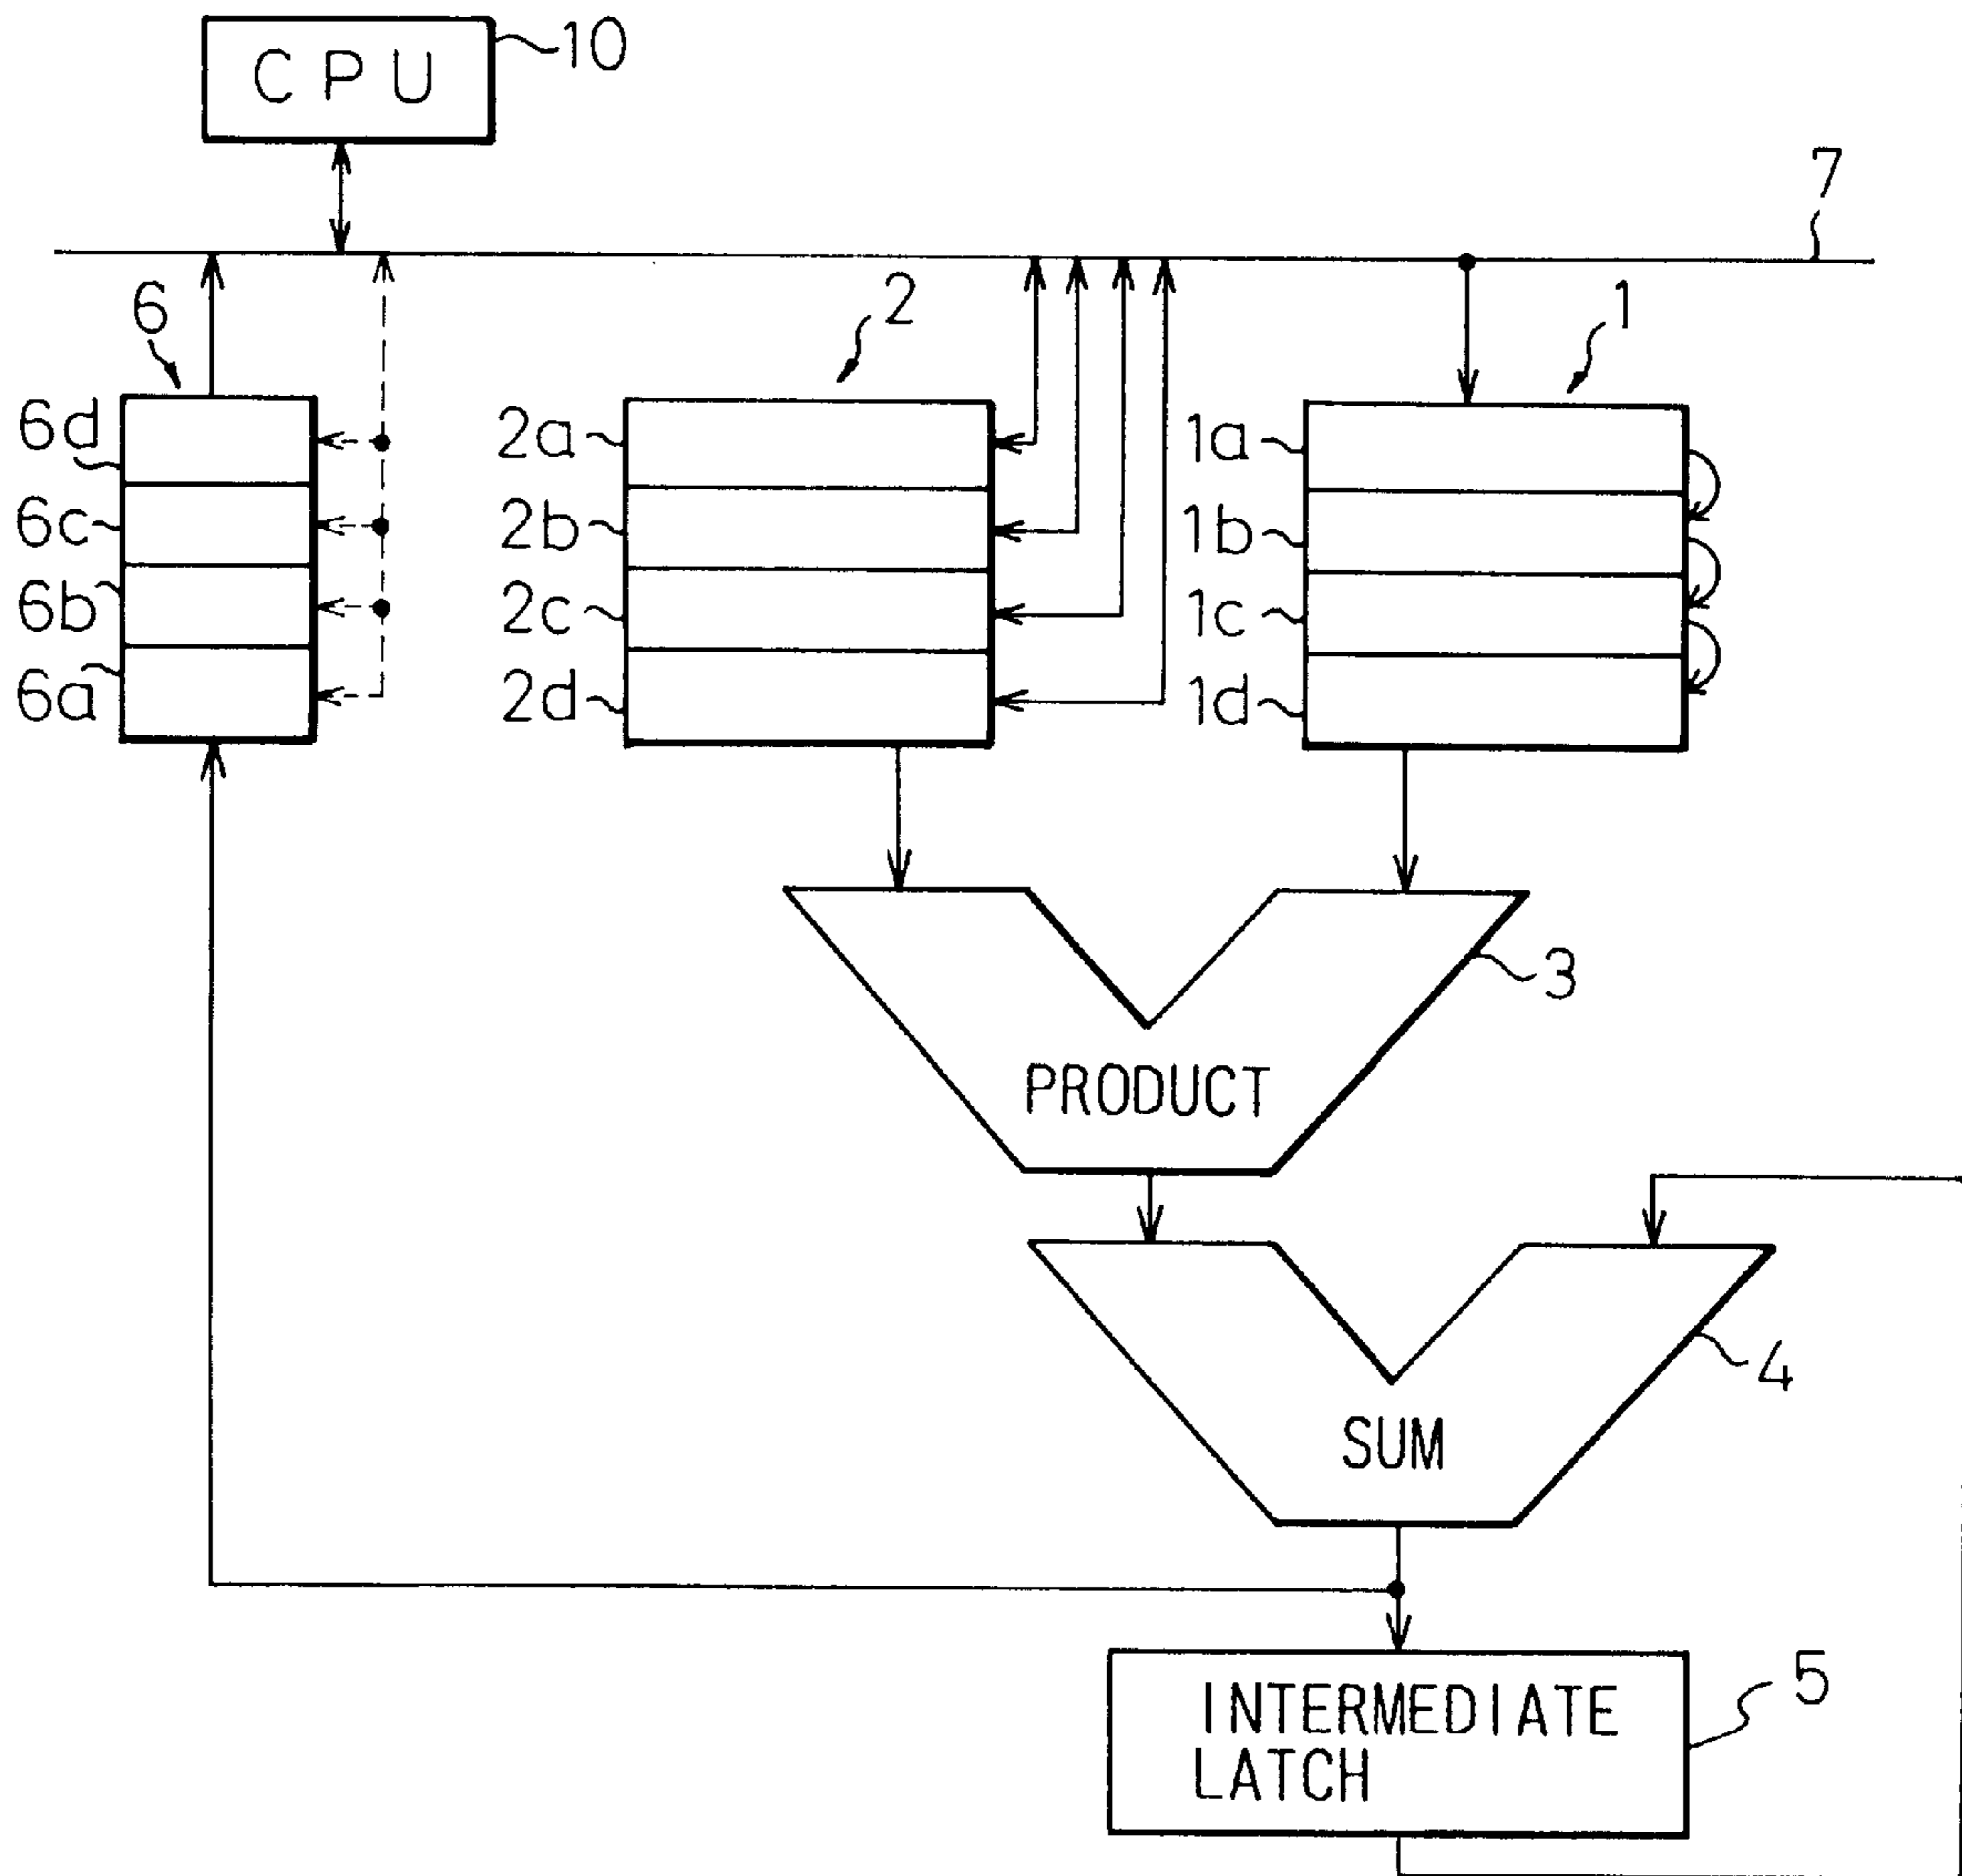 CPU
10
7
6
2
1
6d
2a
1a
6c
2b
1b
6b
2c
1c
6a
2d
1d
3
PRODUCT
4
SUM
5
INTERMEDIATE
LATCH